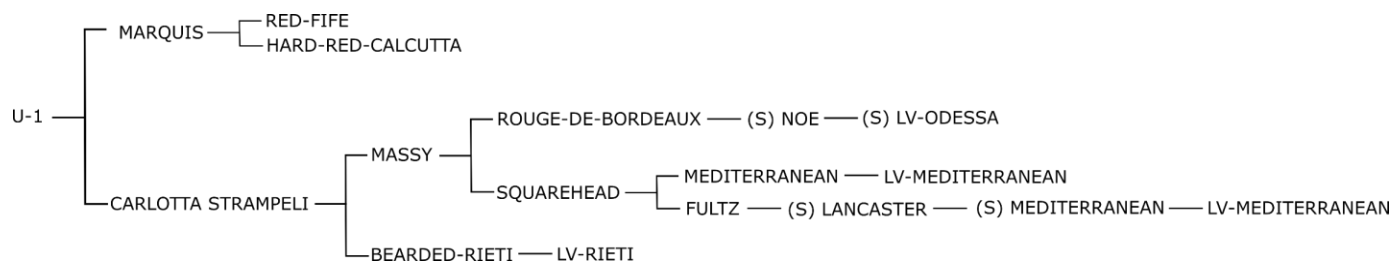 RED-FIFE
MARQUIS
HARD-RED-CALCUTTA
U-1
ROUGE-DE-BORDEAUX (S) NOE (S) LV-ODESSA
MASSY
MEDITERRANEAN LV-MEDITERRANEAN
SQUAREHEAD
FULTZ (S) LANCASTER (S) MEDITERRANEAN LV-MEDITERRANEAN
CARLOTTA STRAMPELI
BEARDED-RIETI LV-RIETI